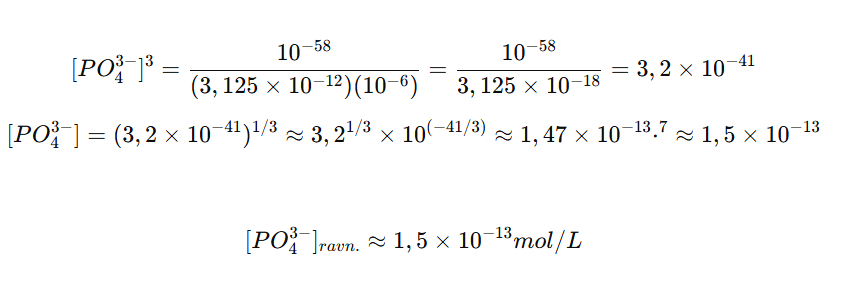 [PO₄³⁻]³ = 10⁻⁵⁸ / (3,125 × 10⁻¹²)(10⁻⁶) = 10⁻⁵⁸ / 3,125 × 10⁻¹⁸ = 3,2 × 10⁻⁴¹
[PO₄³⁻] = (3,2 × 10⁻⁴¹)^1/3 ≈ 3,2^1/3 × 10^(−41/3) ≈ 1,47 × 10⁻¹³.7 ≈ 1,5 × 10⁻¹³
[PO₄³⁻]ravn. ≈ 1,5 × 10⁻¹³mol/L